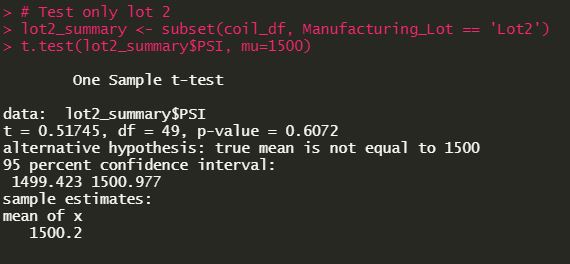 > # Test only lot 2
> lot2_summary <- subset(coil_df, Manufacturing_Lot == 'Lot2')
> t.test(lot2_summary$PSI, mu=1500)
One Sample t-test
data:  lot2_summary$PSI
t = 0.51745, df = 49, p-value = 0.6072
alternative hypothesis: true mean is not equal to 1500
95 percent confidence interval:
1499.423 1500.977
sample estimates:
mean of x
1500.2